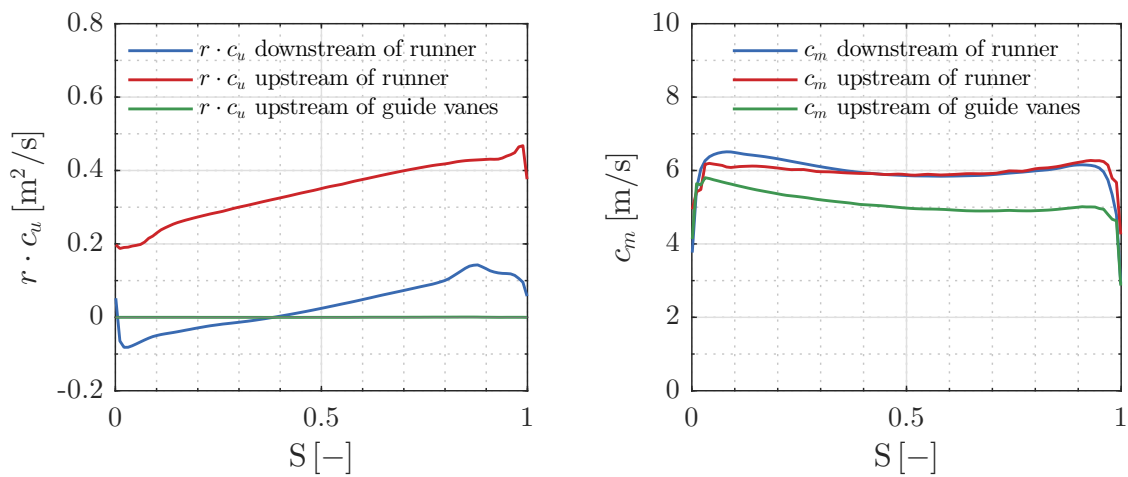 0.8
0.6
0.4
0.2
0
-0.2
r · c_u [m²/s]
r · c_u downstream of runner
r · c_u upstream of runner
r · c_u upstream of guide vanes
0 0.5 1
S [−]
10
8
6
4
2
0
c_m [m/s]
c_m downstream of runner
c_m upstream of runner
c_m upstream of guide vanes
0 0.5 1
S [−]